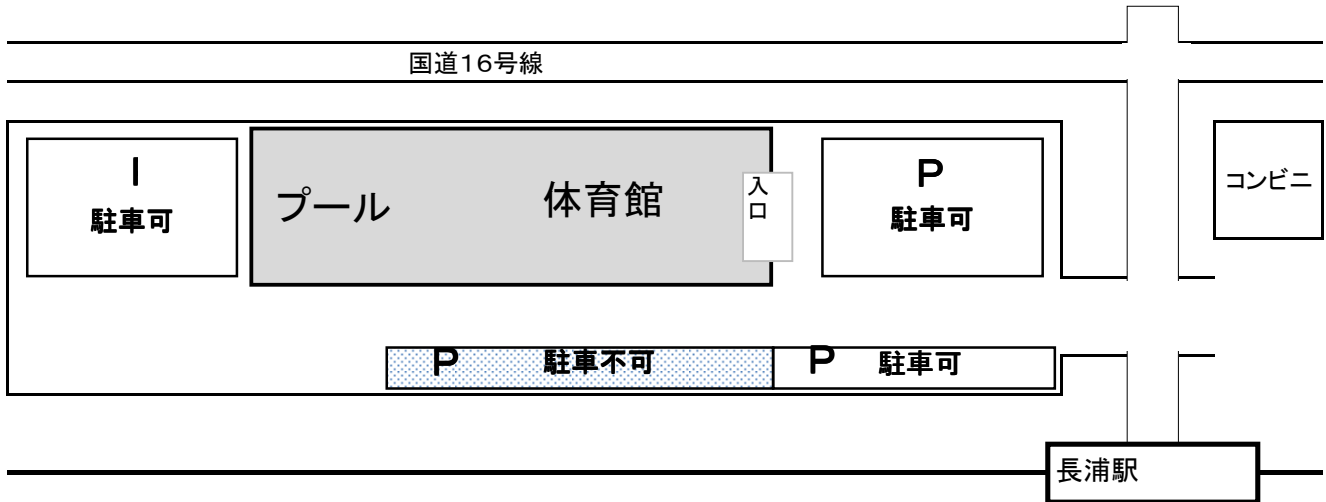 国道16号線
I
駐車可
プール
体育館
入口
P
駐車可
コンビニ
P 駐車不可
P 駐車可
長浦駅